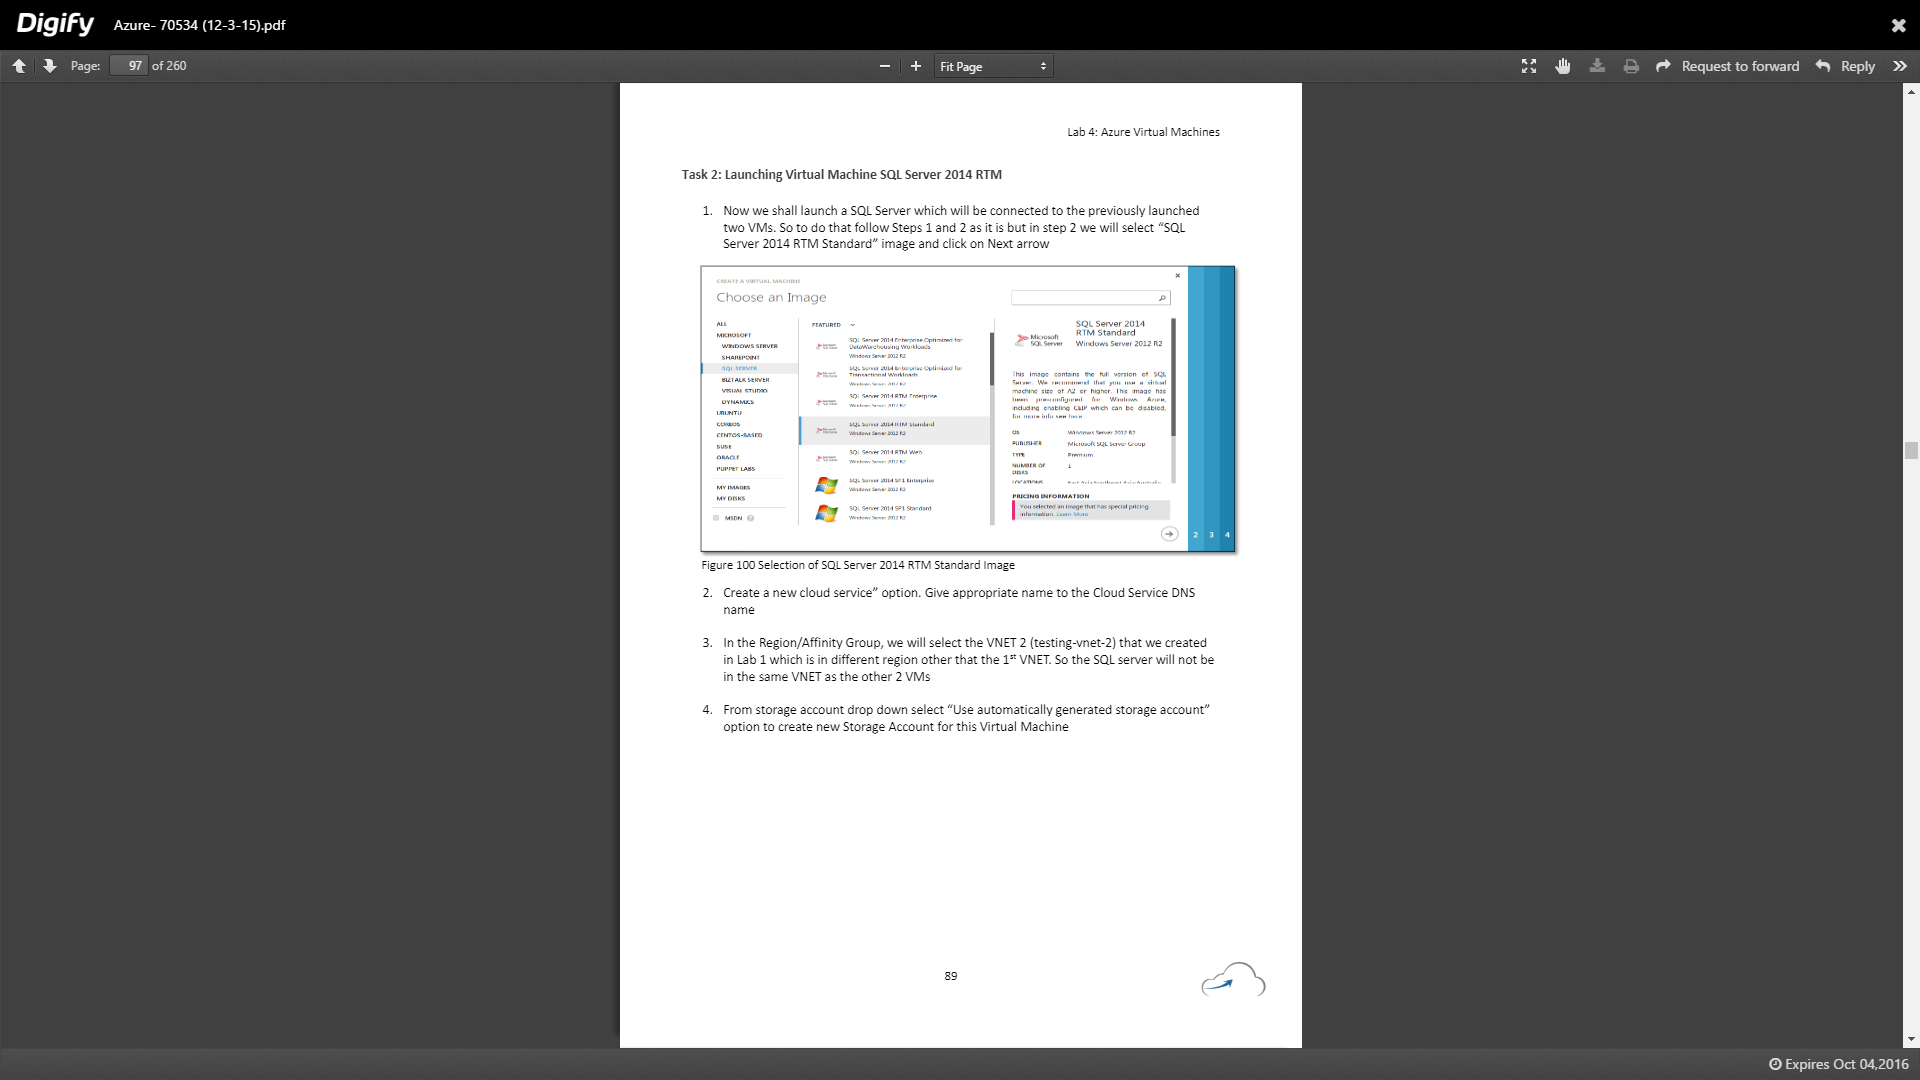 Digify Azure- 70534 (12-3-15).pdf
Page: 97 of 260 Fit Page Request to forward Reply
Lab 4: Azure Virtual Machines
Task 2: Launching Virtual Machine SQL Server 2014 RTM
1. Now we shall launch a SQL Server which will be connected to the previously launched
two VMs. So to do that follow Steps 1 and 2 as it is but in step 2 we will select “SQL
Server 2014 RTM Standard” image and click on Next arrow
CREATE A VIRTUAL MACHINE
Choose an Image
ALL
MICROSOFT
WINDOWS SERVER
SHAREPOINT
SQL SERVER
BIZTALK SERVER
VISUAL STUDIO
DYNAMICS
UBUNTU
COREOS
CENTOS-BASED
SUSE
ORACLE
PUPPET LABS
MY IMAGES
MY DISKS
MSDN
FEATURED
SQL Server 2014 Enterprise Optimized for
DataWarehousing Workloads
Windows Server 2012 R2
SQL Server 2014 Enterprise Optimized for
Transactional Workloads
Windows Server 2012 R2
SQL Server 2014 RTM Enterprise
Windows Server 2012 R2
SQL Server 2014 RTM Standard
Windows Server 2012 R2
SQL Server 2014 RTM Web
Windows Server 2012 R2
SQL Server 2014 SP1 Enterprise
Windows Server 2012 R2
SQL Server 2014 SP1 Standard
Windows Server 2012 R2
Microsoft
SQL Server
SQL Server 2014
RTM Standard
Windows Server 2012 R2
This image contains the full version of SQL
Server. We recommend that you use a virtual
machine size of A2 or higher. This image has
been pre-configured for Windows Azure,
including enabling CEIP which can be disabled,
for more info see here
OS Windows Server 2012 R2
PUBLISHER Microsoft SQL Server Group
TYPE Premium
NUMBER OF 1
DISKS
LOCATIONS East Asia Southeast Asia Australia
PRICING INFORMATION
You selected an image that has special pricing
information. Learn More
2 3 4
Figure 100 Selection of SQL Server 2014 RTM Standard Image
2. Create a new cloud service” option. Give appropriate name to the Cloud Service DNS
name
3. In the Region/Affinity Group, we will select the VNET 2 (testing-vnet-2) that we created
in Lab 1 which is in different region other that the 1st VNET. So the SQL server will not be
in the same VNET as the other 2 VMs
4. From storage account drop down select “Use automatically generated storage account”
option to create new Storage Account for this Virtual Machine
89
Expires Oct 04,2016